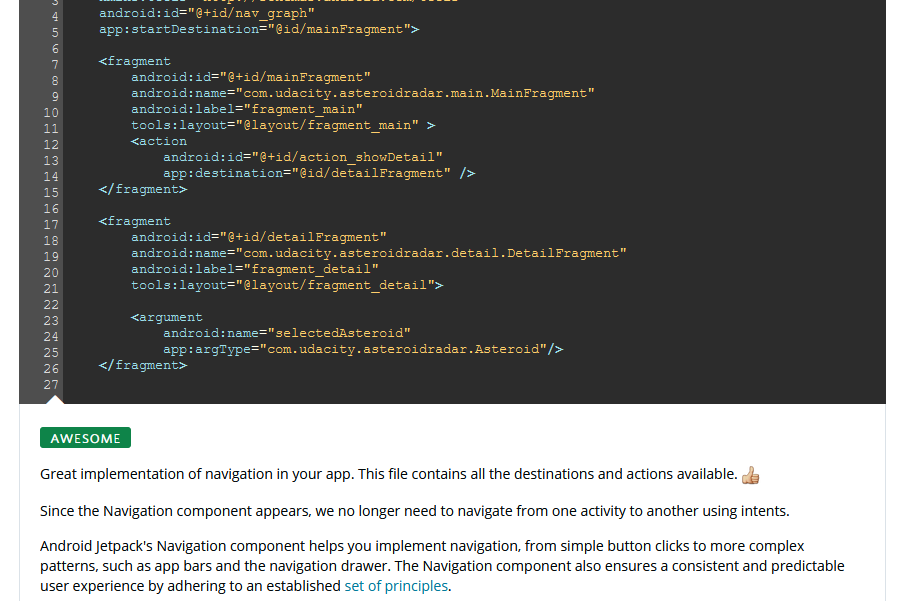 3
4 android:id="@+id/nav_graph"
5 app:startDestination="@id/mainFragment">
6
7 <fragment
8 android:id="@+id/mainFragment"
9 android:name="com.udacity.asteroidradar.main.MainFragment"
10 android:label="fragment_main"
11 tools:layout="@layout/fragment_main" >
12 <action
13 android:id="@+id/action_showDetail"
14 app:destination="@id/detailFragment" />
15 </fragment>
16
17 <fragment
18 android:id="@+id/detailFragment"
19 android:name="com.udacity.asteroidradar.detail.DetailFragment"
20 android:label="fragment_detail"
21 tools:layout="@layout/fragment_detail">
22
23 <argument
24 android:name="selectedAsteroid"
25 app:argType="com.udacity.asteroidradar.Asteroid"/>
26 </fragment>
27
AWESOME
Great implementation of navigation in your app. This file contains all the destinations and actions available. 👍
Since the Navigation component appears, we no longer need to navigate from one activity to another using intents.
Android Jetpack's Navigation component helps you implement navigation, from simple button clicks to more complex
patterns, such as app bars and the navigation drawer. The Navigation component also ensures a consistent and predictable
user experience by adhering to an established set of principles.